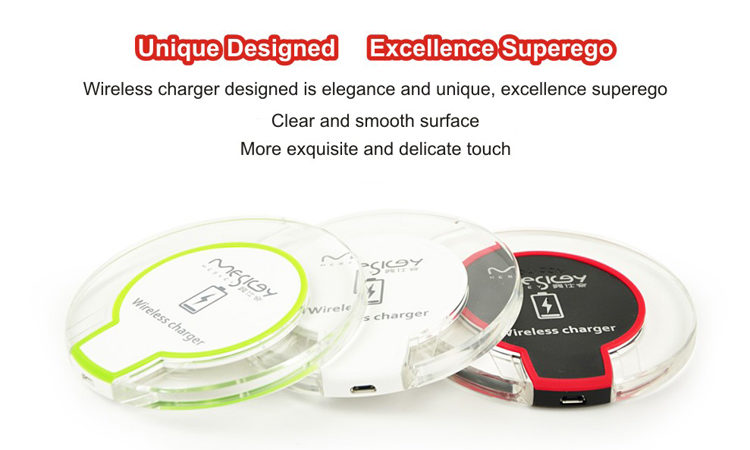 Unique Designed Excellence Superego
Wireless charger designed is elegance and unique, excellence superego
Clear and smooth surface
More exquisite and delicate touch
Wireless charger
Wireless charger
Wireless charger